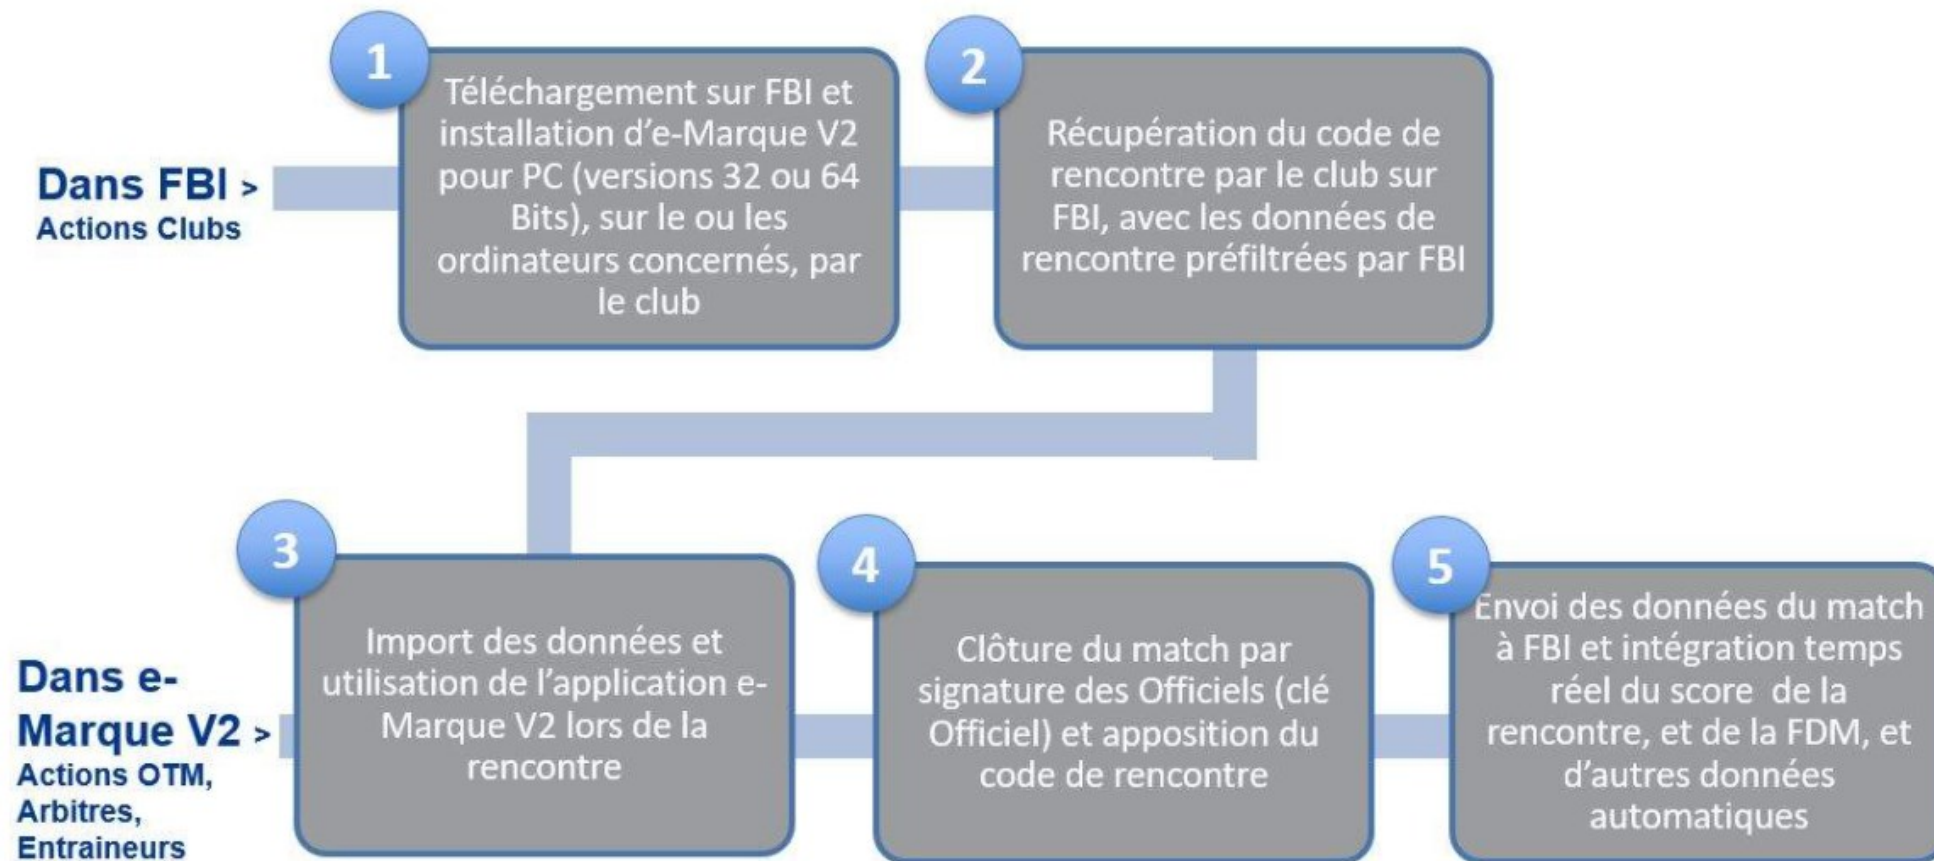 Dans FBI >
Actions Clubs
1
Téléchargement sur FBI et
installation d’e-Marque V2
pour PC (versions 32 ou 64
Bits), sur le ou les
ordinateurs concernés, par
le club
2
Récupération du code de
rencontre par le club sur
FBI, avec les données de
rencontre préfiltrées par FBI
Dans e-
Marque V2 >
Actions OTM,
Arbitres,
Entraineurs
3
Import des données et
utilisation de l’application e-
Marque V2 lors de la
rencontre
4
Clôture du match par
signature des Officiels (clé
Officiel) et apposition du
code de rencontre
5
Envoi des données du match
à FBI et intégration temps
réel du score de la
rencontre, et de la FDM, et
d’autres données
automatiques